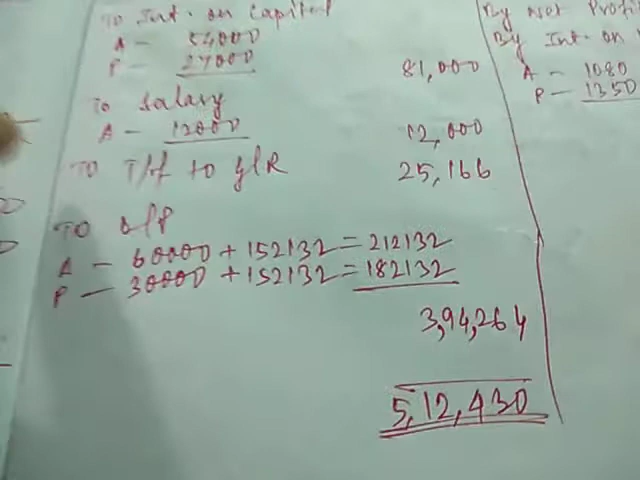 To Int. on Capital
A - 54000
P - 27000
81,000
To Salary
A - 12000
12,000
TO T/f to G/R
25,166
TO S/P
A - 60000 + 152132 = 212132
P - 30000 + 152132 = 182132
3,94,264
5,12,430
By Net Profi
By Int. on
A - 1080
P - 1350